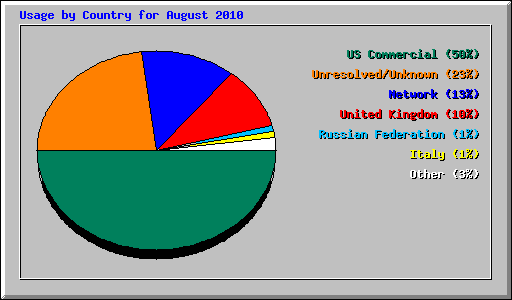 Usage by Country for August 2010
US Commercial (50%)
Unresolved/Unknown (23%)
Network (13%)
United Kingdom (10%)
Russian Federation (1%)
Italy (1%)
Other (3%)